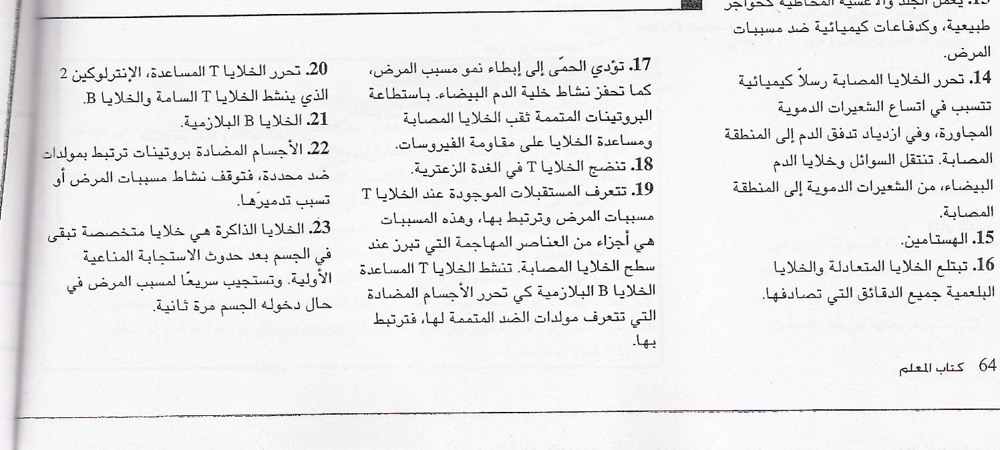 13. يعمل الجلد والأغشية المخاطية كحواجز
طبيعية، وكدفاعات كيميائية ضد مسببات
المرض.
14. تحرر الخلايا المصابة رسلاً كيميائية
تتسبب في اتساع الشعيرات الدموية
المجاورة، وفي ازدياد تدفق الدم إلى المنطقة
المصابة. تنتقل السوائل وخلايا الدم
البيضاء، من الشعيرات الدموية إلى المنطقة
المصابة.
15. الهستامين.
16. تبتلع الخلايا المتعادلة والخلايا
البلعمية جميع الدقائق التي تصادفها.
17. تؤدي الحمّى إلى إبطاء نمو مسبب المرض،
كما تحفز نشاط خلية الدم البيضاء. باستطاعة
البروتينات المتممة ثقب الخلايا المصابة
ومساعدة الخلايا على مقاومة الفيروسات.
18. تنضج الخلايا T في الغدة الزعترية.
19. تتعرف المستقبلات الموجودة عند الخلايا T
مسببات المرض وترتبط بها، وهذه المسببات
هي أجزاء من العناصر المهاجمة التي تبرز عند
سطح الخلايا المصابة. تنشط الخلايا T المساعدة
الخلايا B البلازمية كي تحرر الأجسام المضادة
التي تتعرف مولدات الضد المتممة لها، فترتبط
بها.
20. تحرر الخلايا T المساعدة، الإنترلوكين 2
الذي ينشط الخلايا T السامة والخلايا B.
21. الخلايا B البلازمية.
22. الأجسام المضادة بروتينات ترتبط بمولدات
ضد محددة، فتوقف نشاط مسببات المرض أو
تسبب تدميرَها.
23. الخلايا الذاكرة هي خلايا متخصصة تبقى
في الجسم بعد حدوث الاستجابة المناعية
الأولية. وتستجيب سريعًا لمسبب المرض في
حال دخوله الجسم مرة ثانية.
64 كتاب المعلم